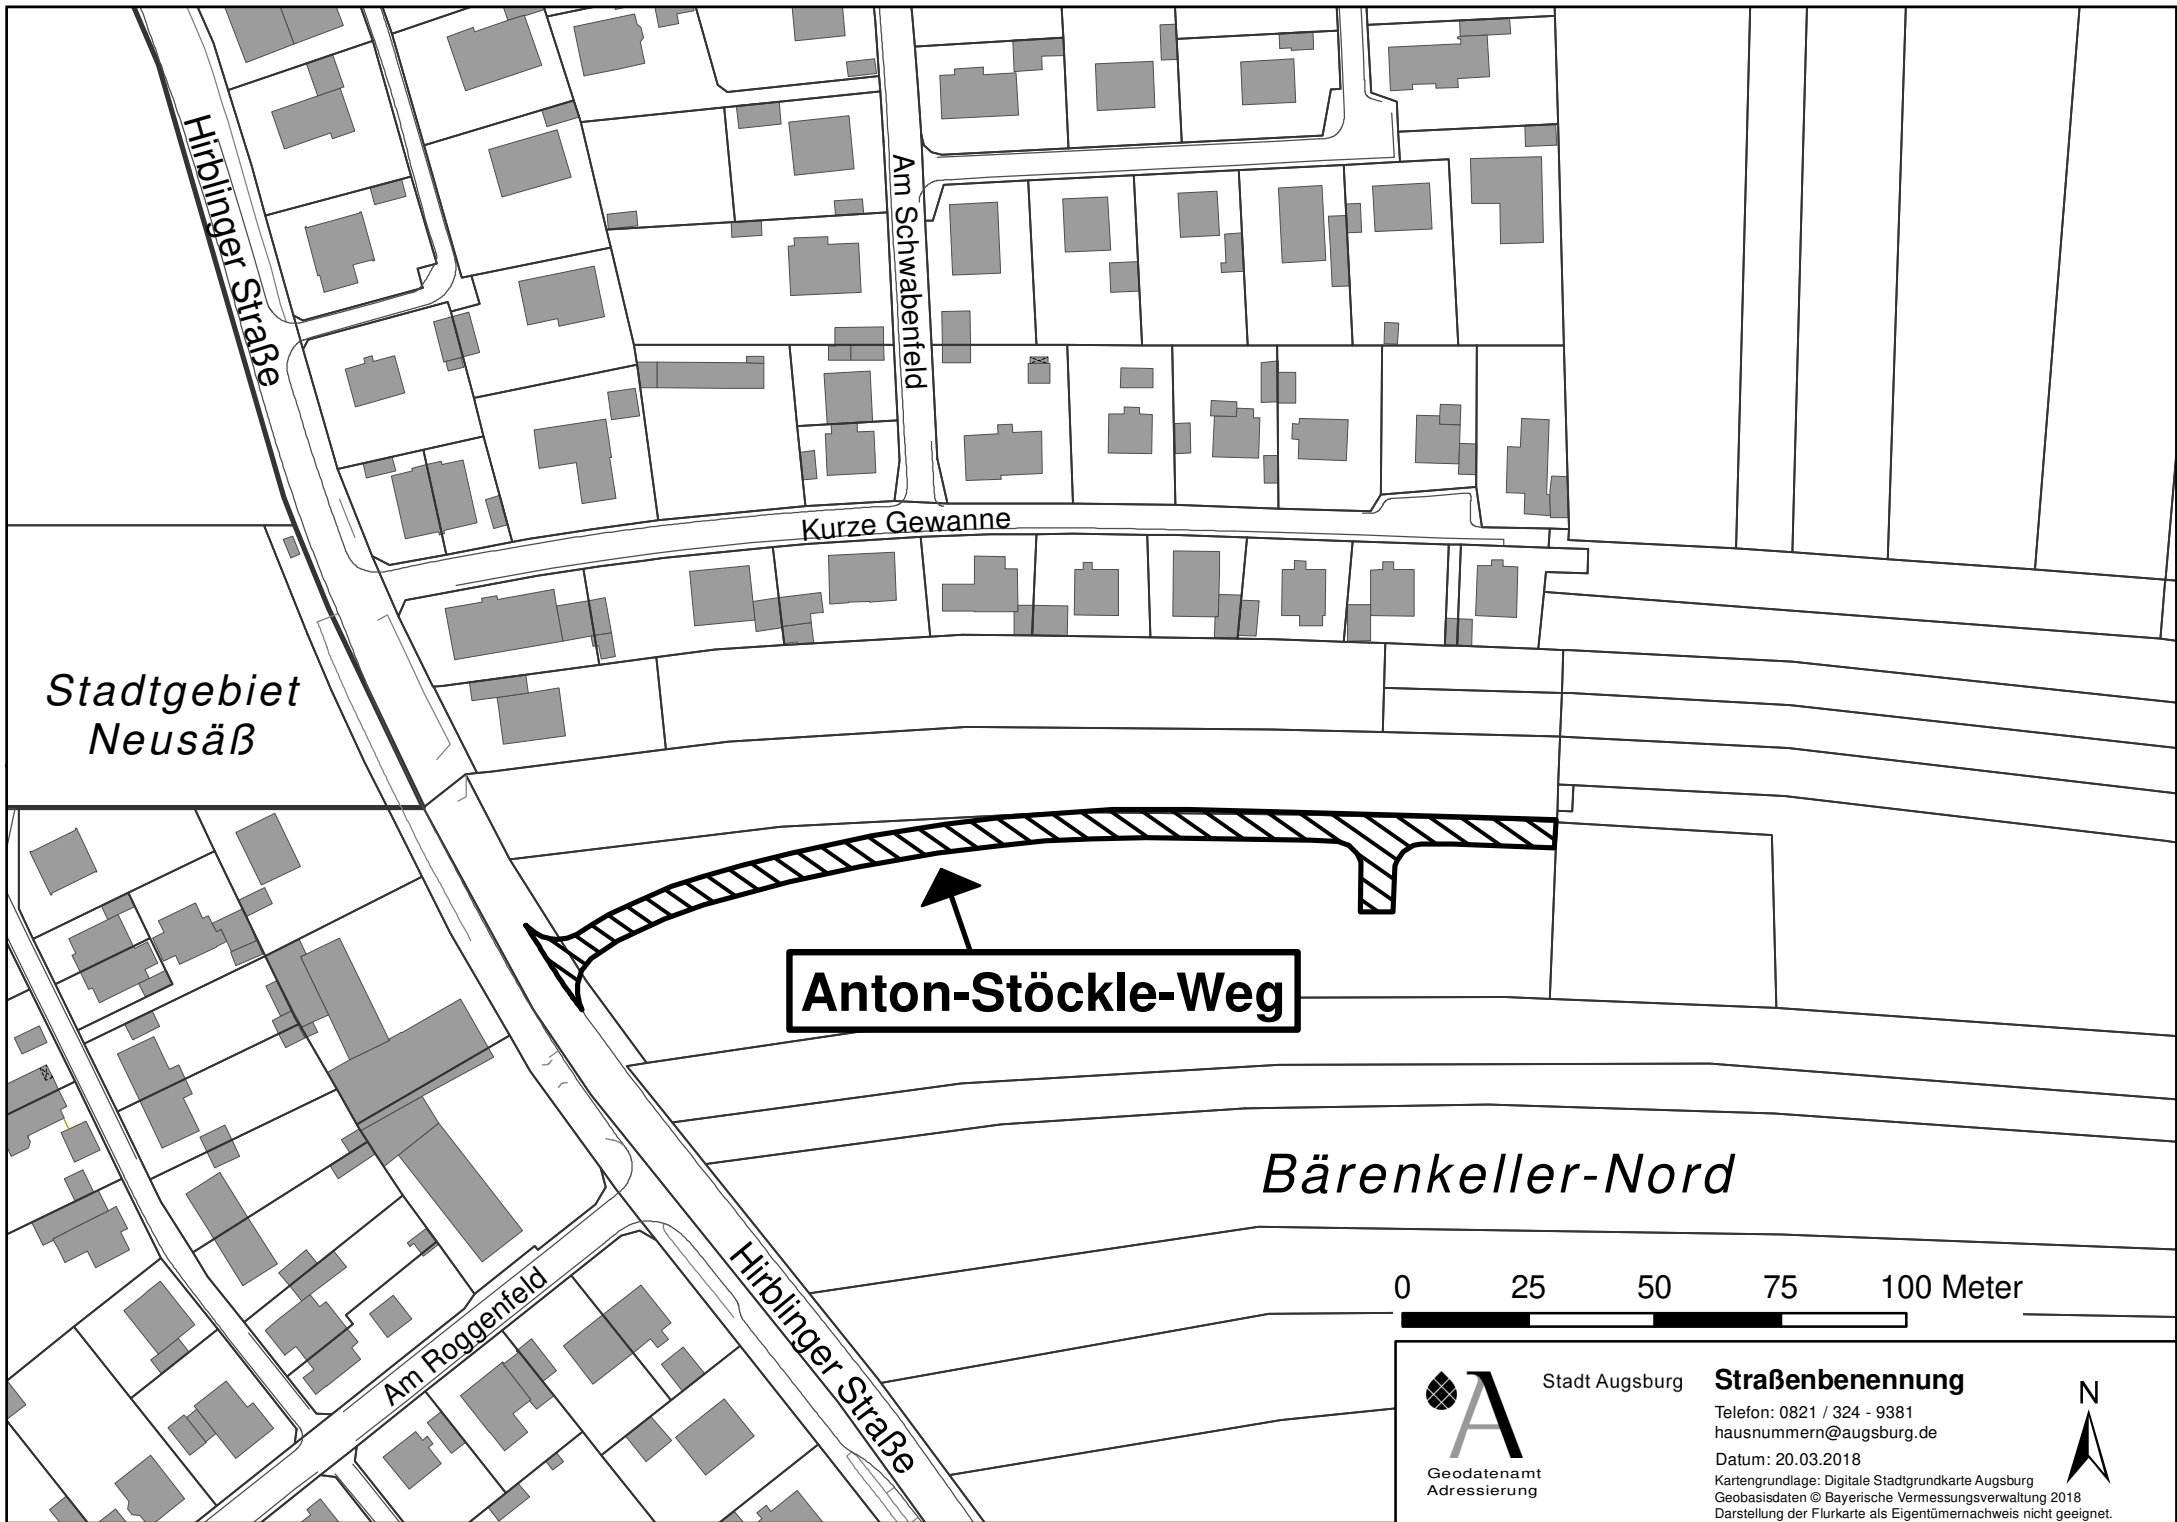 Hirblinger Straße
Am Schwabenfeld
Kurze Gewanne
Stadtgebiet
Neusäß
Anton-Stöckle-Weg
Bärenkeller-Nord
Am Roggenfeld
Hirblinger Straße
0 25 50 75 100 Meter
Stadt Augsburg
Geodatenamt
Adressierung
Straßenbenennung
Telefon: 0821 / 324 - 9381
hausnummern@augsburg.de
Datum: 20.03.2018
Kartengrundlage: Digitale Stadtgrundkarte Augsburg
Geobasisdaten © Bayerische Vermessungsverwaltung 2018
Darstellung der Flurkarte als Eigentümernachweis nicht geeignet.
N